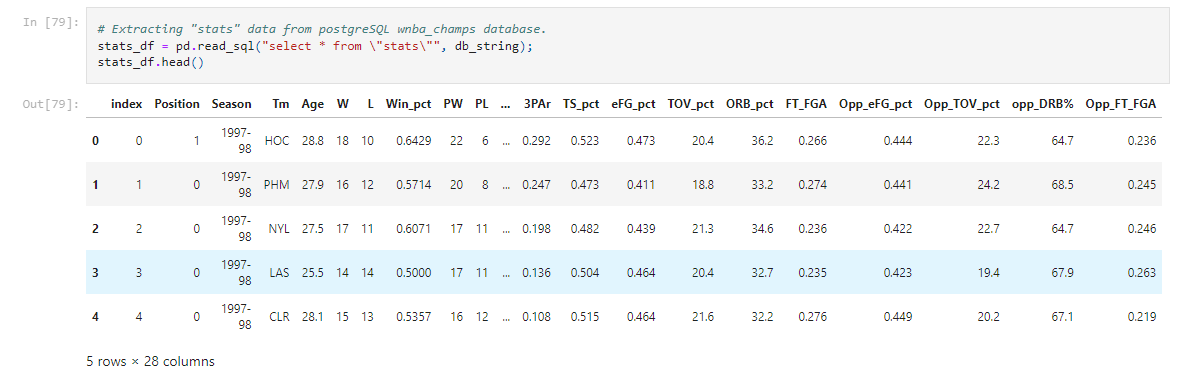 In [79]:
# Extracting "stats" data from postgreSQL wnba_champs database.
stats_df = pd.read_sql("select * from \"stats\"", db_string);
stats_df.head()
Out[79]:
index Position Season Tm Age W L Win_pct PW PL ... 3PAr TS_pct eFG_pct TOV_pct ORB_pct FT_FGA Opp_eFG_pct Opp_TOV_pct opp_DRB% Opp_FT_FGA
0 0 1 1997-98 HOC 28.8 18 10 0.6429 22 6 ... 0.292 0.523 0.473 20.4 36.2 0.266 0.444 22.3 64.7 0.236
1 1 0 1997-98 PHM 27.9 16 12 0.5714 20 8 ... 0.247 0.473 0.411 18.8 33.2 0.274 0.441 24.2 68.5 0.245
2 2 0 1997-98 NYL 27.5 17 11 0.6071 17 11 ... 0.198 0.482 0.439 21.3 34.6 0.236 0.422 22.7 64.7 0.246
3 3 0 1997-98 LAS 25.5 14 14 0.5000 17 11 ... 0.136 0.504 0.464 20.4 32.7 0.235 0.423 19.4 67.9 0.263
4 4 0 1997-98 CLR 28.1 15 13 0.5357 16 12 ... 0.108 0.515 0.464 21.6 32.2 0.276 0.449 20.2 67.1 0.219
5 rows × 28 columns